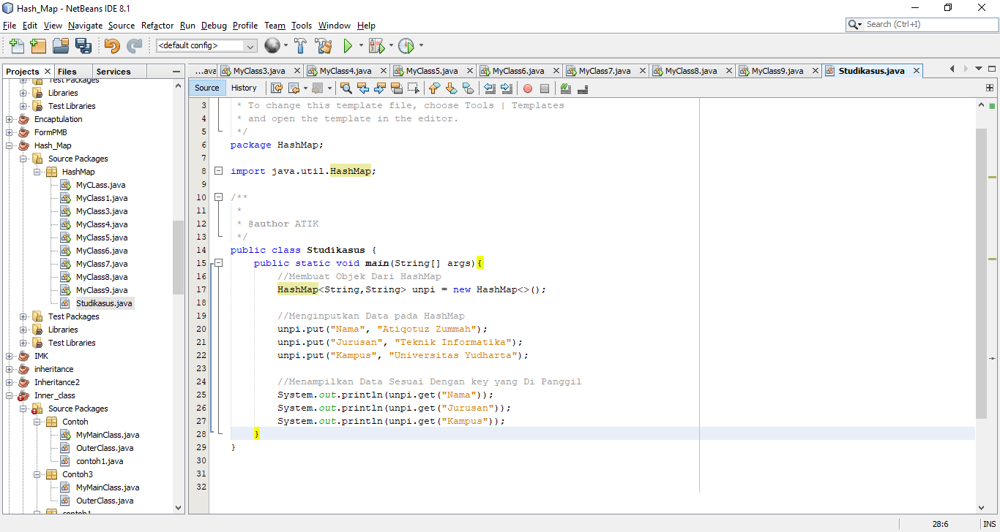 Hash_Map - NetBeans IDE 8.1
File Edit View Navigate Source Refactor Run Debug Profile Team Tools Window Help
Search (Ctrl+I)
<default config>
Projects Files Services
...ava MyClass3.java MyClass4.java MyClass5.java MyClass6.java MyClass7.java MyClass8.java MyClass9.java Studikasus.java
Source History
Test Packages
Libraries
Test Libraries
Encaptulation
FormPMB
Hash_Map
Source Packages
HashMap
MyCLass.java
MyClass1.java
MyClass3.java
MyClass4.java
MyClass5.java
MyClass6.java
MyClass7.java
MyClass8.java
MyClass9.java
Studikasus.java
Test Packages
Libraries
Test Libraries
IMK
inheritance
Inheritance2
Inner_class
Source Packages
Contoh
MyMainClass.java
OuterClass.java
contoh1.java
Contoh3
MyMainClass.java
OuterClass.java
contoh1
3 * To change this template file, choose Tools | Templates
4 * and open the template in the editor.
5 */
6 package HashMap;
7
8 import java.util.HashMap;
9
10 /**
11 *
12 * @author ATIK
13 */
14 public class Studikasus {
15 public static void main(String[] args){
16 //Membuat Objek Dari HashMap
17 HashMap<String,String> unpi = new HashMap<>();
18
19 //Menginputkan Data pada HashMap
20 unpi.put("Nama", "Atiqotuz Zummah");
21 unpi.put("Jurusan", "Teknik Informatika");
22 unpi.put("Kampus", "Universitas Yudharta");
23
24 //Menampilkan Data Sesuai Dengan key yang Di Panggil
25 System.out.println(unpi.get("Nama"));
26 System.out.println(unpi.get("Jurusan"));
27 System.out.println(unpi.get("Kampus"));
28 }
29 }
30
31
32
28:6 INS